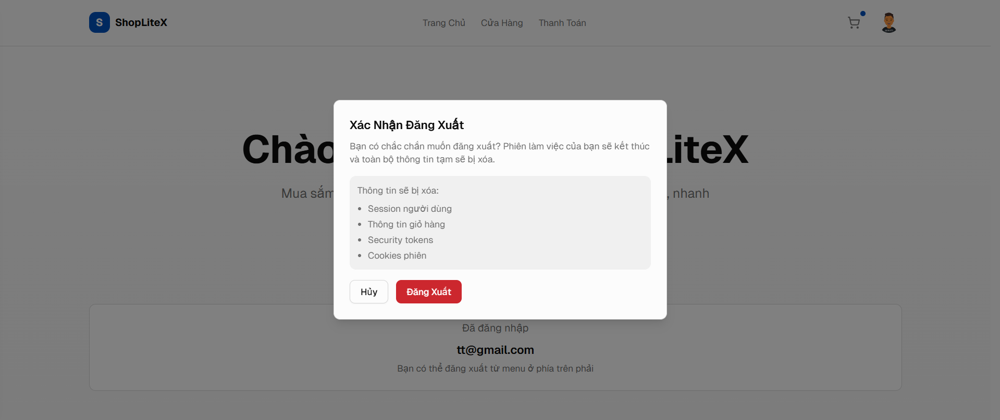 S ShopLiteX
Trang Chủ Cửa Hàng Thanh Toán
Xác Nhận Đăng Xuất
Bạn có chắc chắn muốn đăng xuất? Phiên làm việc của bạn sẽ kết thúc
và toàn bộ thông tin tạm sẽ bị xóa.
Chào LiteX
Mua sắm , nhanh
Thông tin sẽ bị xóa:
Session người dùng
Thông tin giỏ hàng
Security tokens
Cookies phiên
Hủy Đăng Xuất
Đã đăng nhập
tt@gmail.com
Bạn có thể đăng xuất từ menu ở phía trên phải